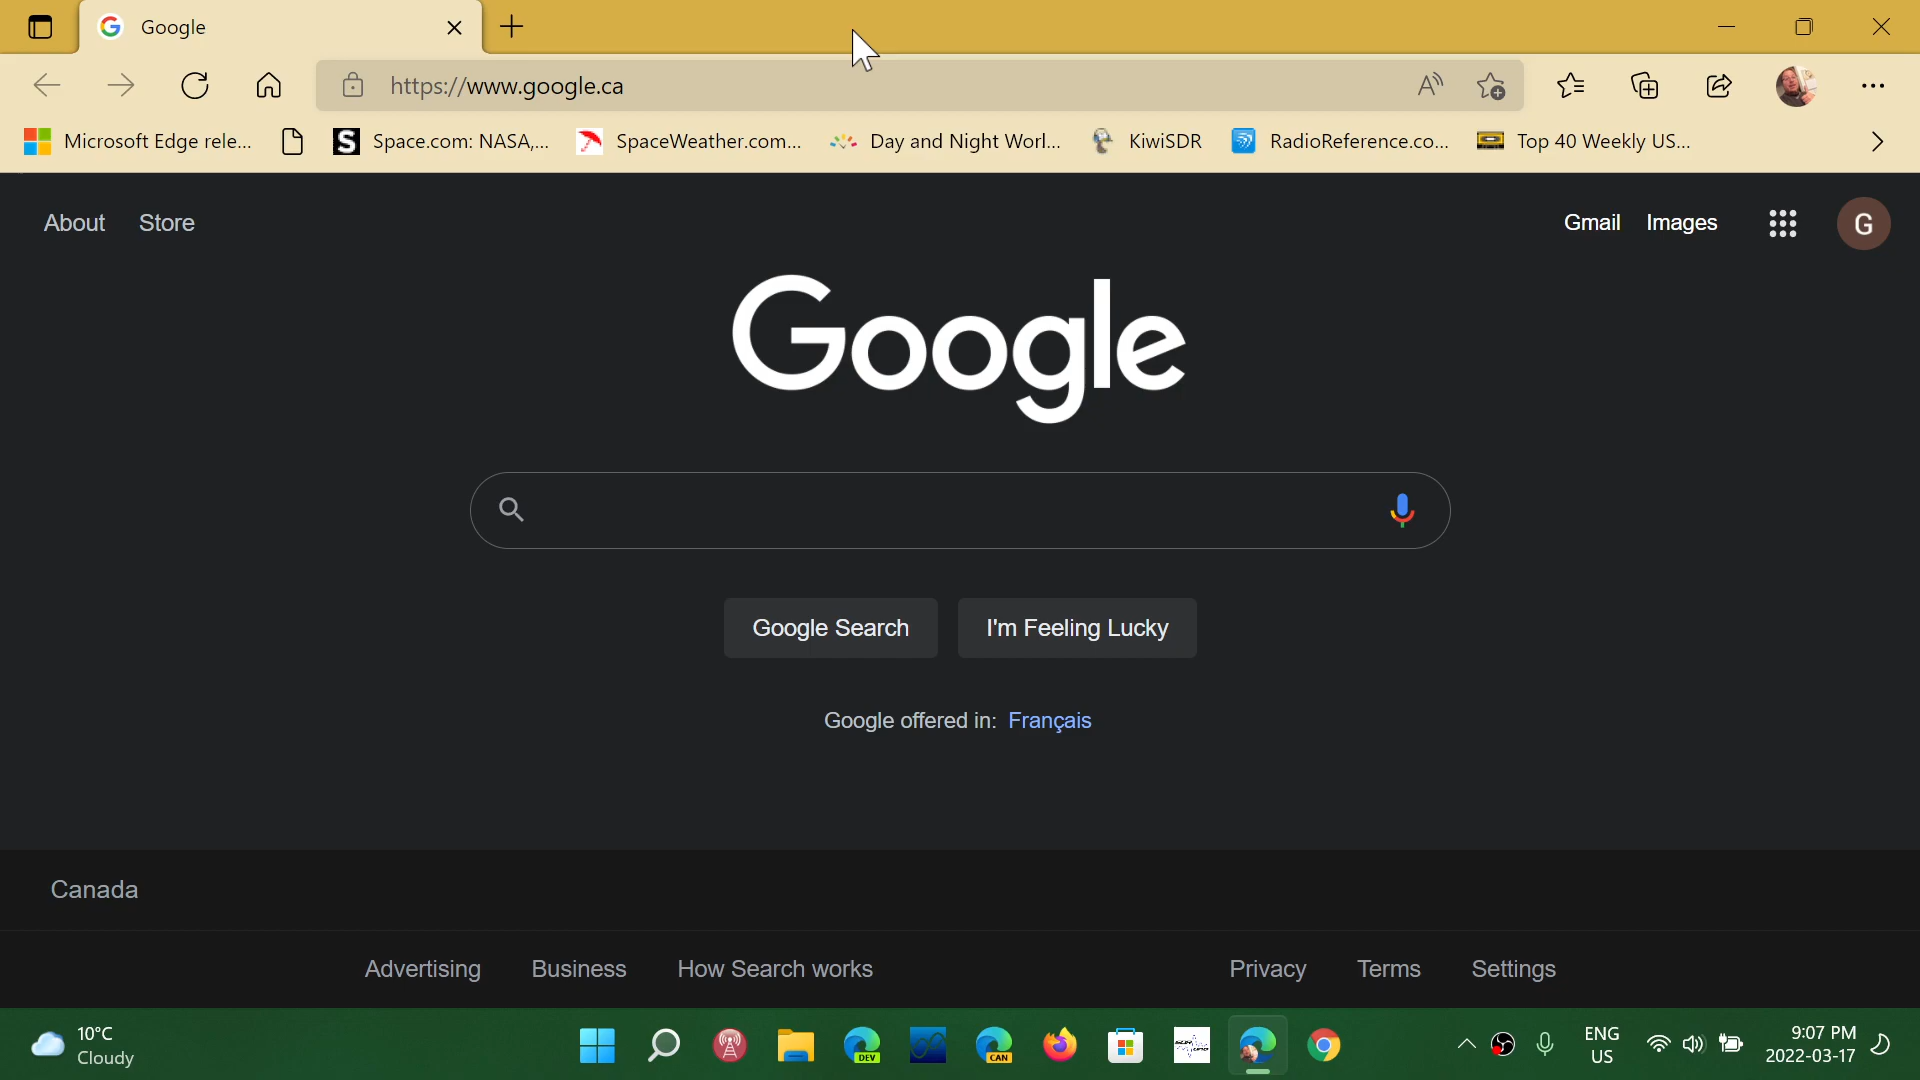 Google
https://www.google.ca
Microsoft Edge rele...
Space.com: NASA,...
SpaceWeather.com...
Day and Night Worl...
KiwiSDR
RadioReference.co...
Top 40 Weekly US...
About Store
Gmail Images
G
Google
Google Search
I'm Feeling Lucky
Google offered in: Français
Canada
Advertising Business How Search works
Privacy Terms Settings
10°C
Cloudy
DEV
CAN
ENG
US
9:07 PM
2022-03-17